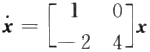 ẋ = [ 1 0
-2 4 ] x